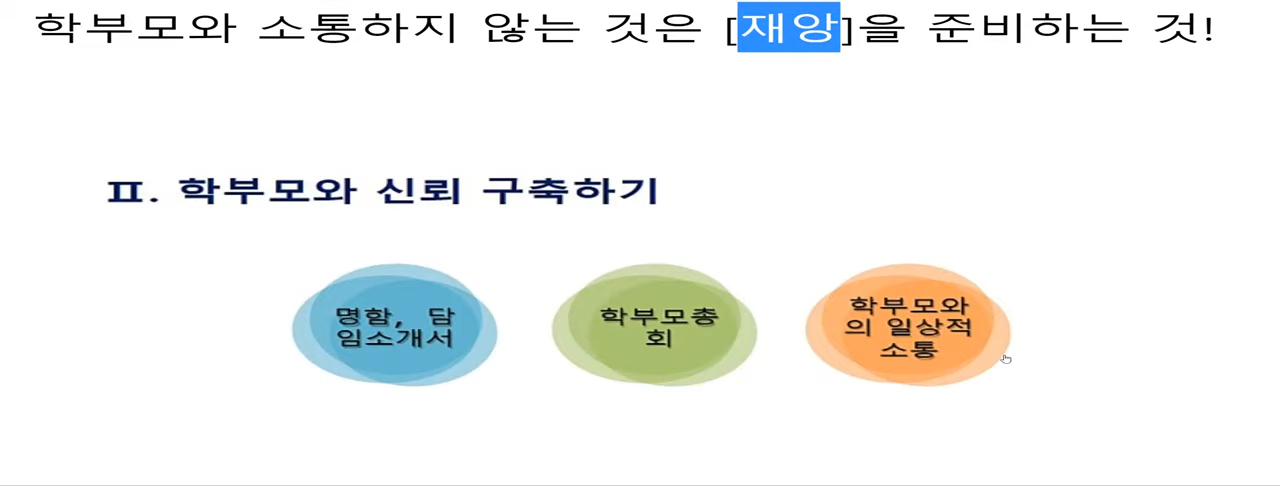 학부모와 소통하지 않는 것은 [재앙]을 준비하는 것!
Ⅱ. 학부모와 신뢰 구축하기
명함, 담
임소개서
학부모총
회
학부모와
의 일상적
소통